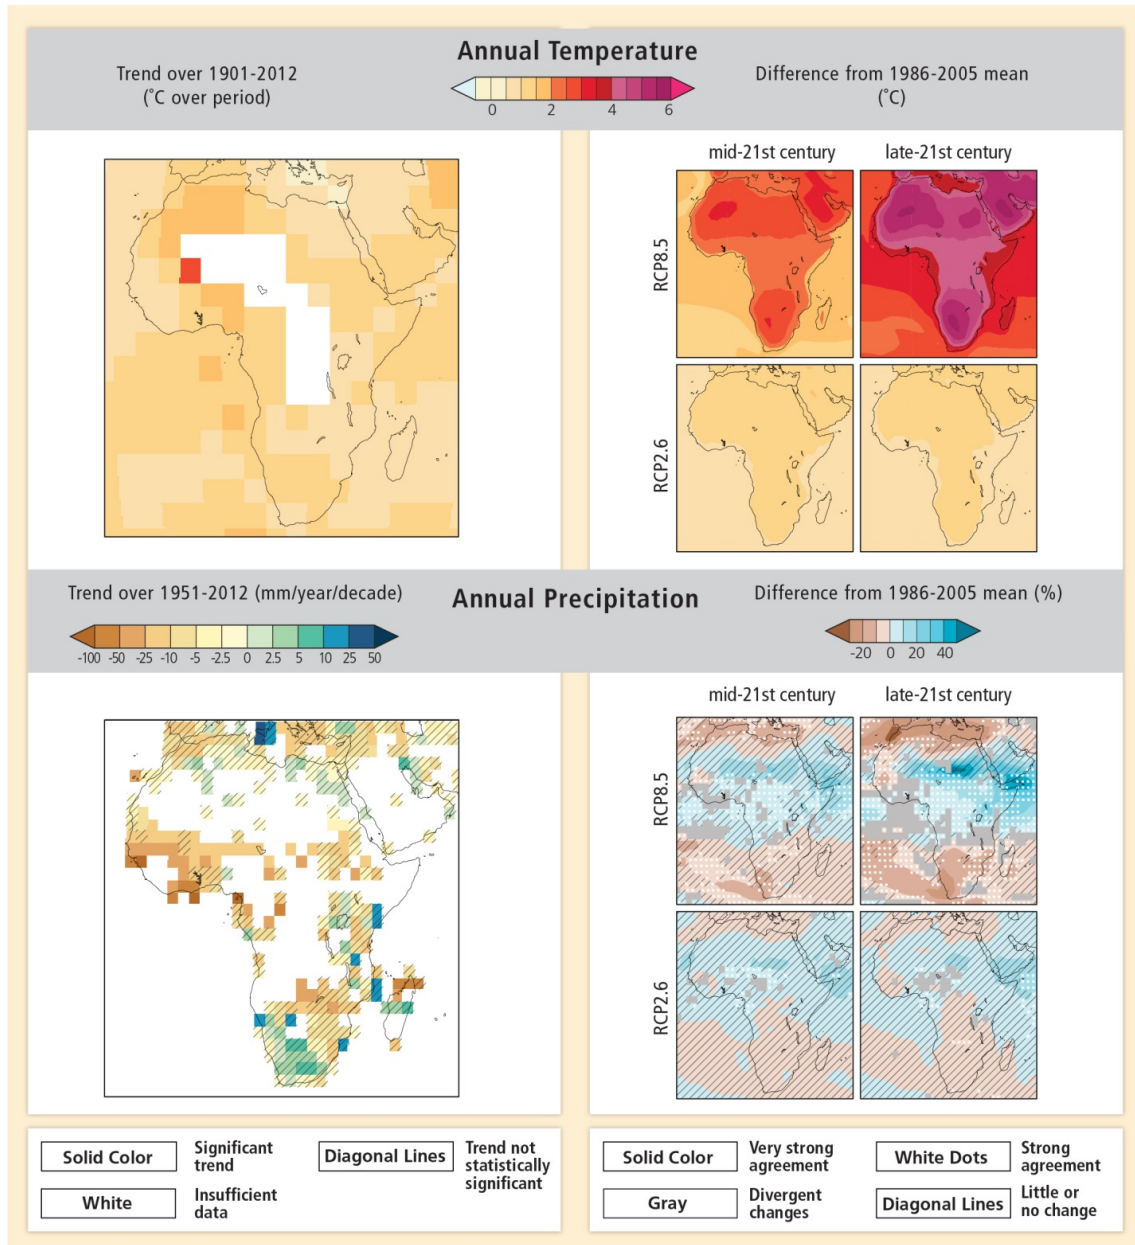 Annual Temperature
Trend over 1901-2012
(˚C over period)
0 2 4 6
Difference from 1986-2005 mean
(˚C)
mid-21st century
late-21st century
RCP8.5
RCP2.6
Annual Precipitation
Trend over 1951-2012 (mm/year/decade)
-100 -50 -25 -10 -5 -2.5 0 2.5 5 10 25 50
Difference from 1986-2005 mean (%)
-20 0 20 40
mid-21st century
late-21st century
RCP8.5
RCP2.6
Solid Color
Significant
trend
Diagonal Lines
Trend not
statistically
significant
White
Insufficient
data
Solid Color
Very strong
agreement
White Dots
Strong
agreement
Gray
Divergent
changes
Diagonal Lines
Little or
no change